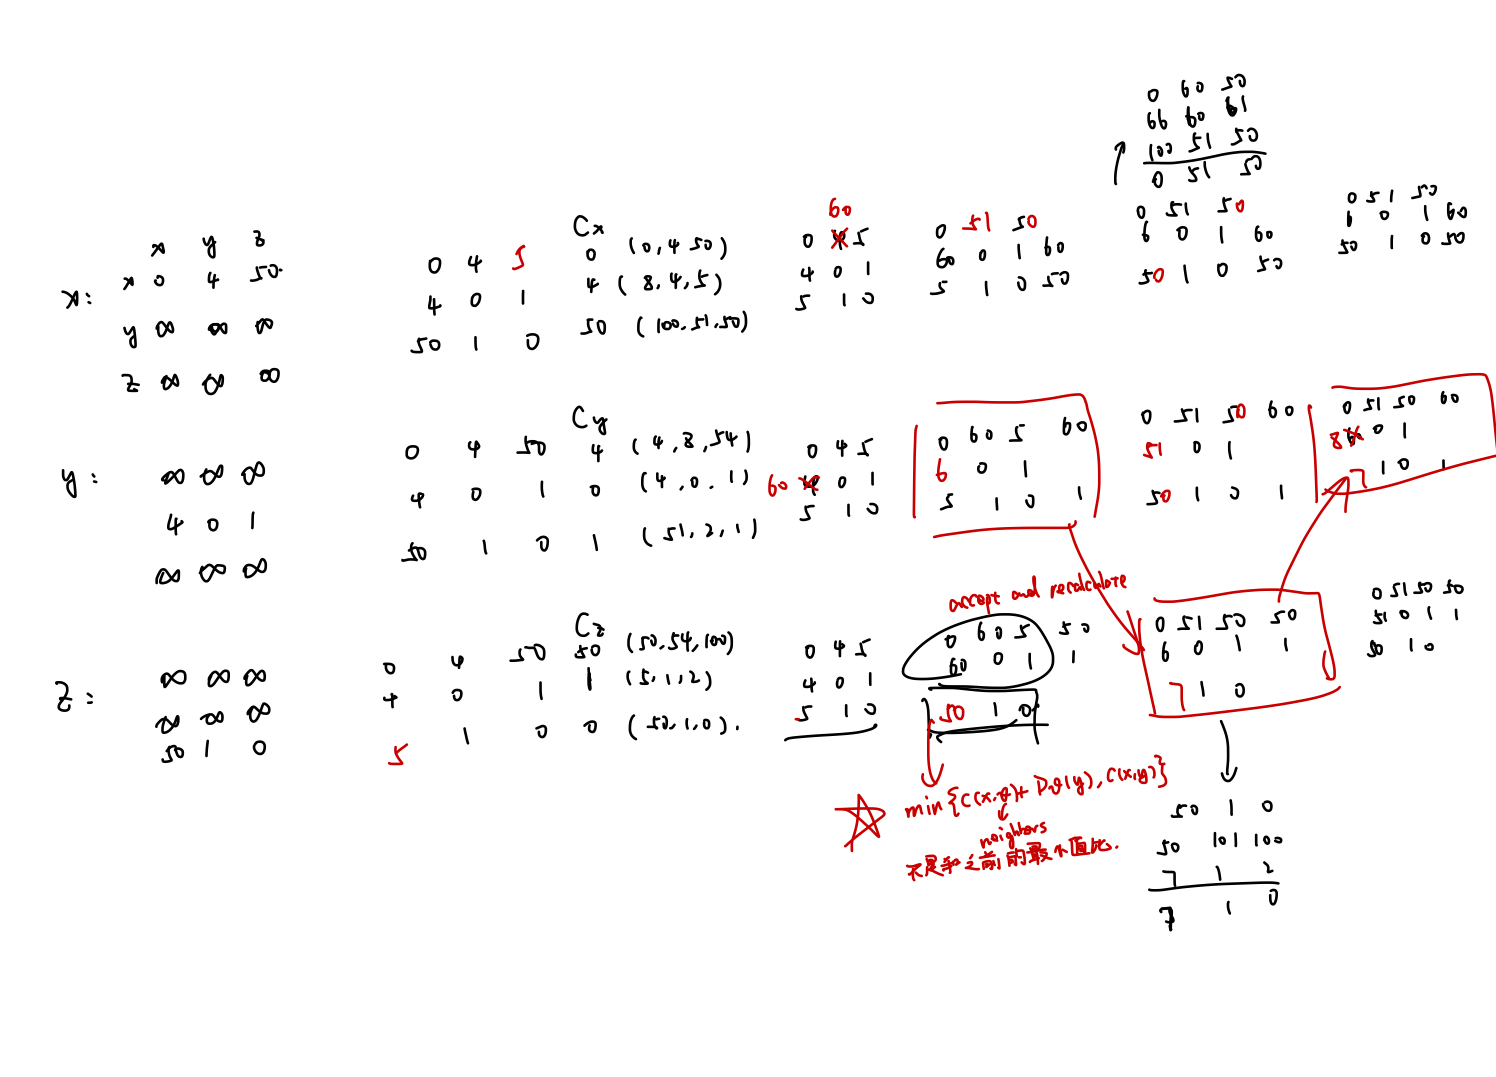 0 60 50
66 60 61
100 51 50
0 51 50
x y z
x: x 0 4 50
y ∞ ∞ ∞
z ∞ ∞ ∞
0 4 5
4 0 1
50 1 0
Cx
0 (0,4 50)
4 (8,4,5)
50 (100,51,50)
60
0 4 5
4 0 1
5 1 0
0 51 50
60 0 1 60
5 1 0 50
0 51 50
6 0 1 60
50 1 0 50
0 51 50
6 0 1 60
50 1 0 50
y:
∞ ∞ ∞
4 0 1
∞ ∞ ∞
0 4 50
4 0 1
50 1 0
Cy
4 (4,8,54)
0 (4,0,1)
1 (51,2,1)
0 4 5
60 4 0 1
5 1 0
0 60 5 60
6 0 1
5 1 0 1
0 51 50 60
51 0 1
50 1 0 1
0 51 50 60
8 0 1
7 1 0 1
z:
∞ ∞ ∞
∞ ∞ ∞
50 1 0
0 4 50
4 0 1
5 1 0
Cz
50 (50,54,100)
1 (5,1,2)
0 (50,1,0).
0 4 5
4 0 1
5 1 0
accept and recalculate
0 60 5 50
60 0 1 1
50 1 0
0 51 50 50
6 0 1 1
7 1 0
0 51 50 50
51 0 1 1
50 1 0
min{C(x,v)+Dv(y),C(x,y)}
neighbors
不是和之前的最小值比.
50 1 0
50 101 100
7 1 2
7 1 0